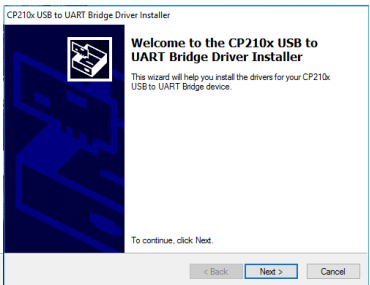 CP210x USB to UART Bridge Driver Installer
Welcome to the CP210x USB to
UART Bridge Driver Installer
This wizard will help you install the drivers for your CP210x
USB to UART Bridge device.
To continue, click Next.
< Back
Next >
Cancel